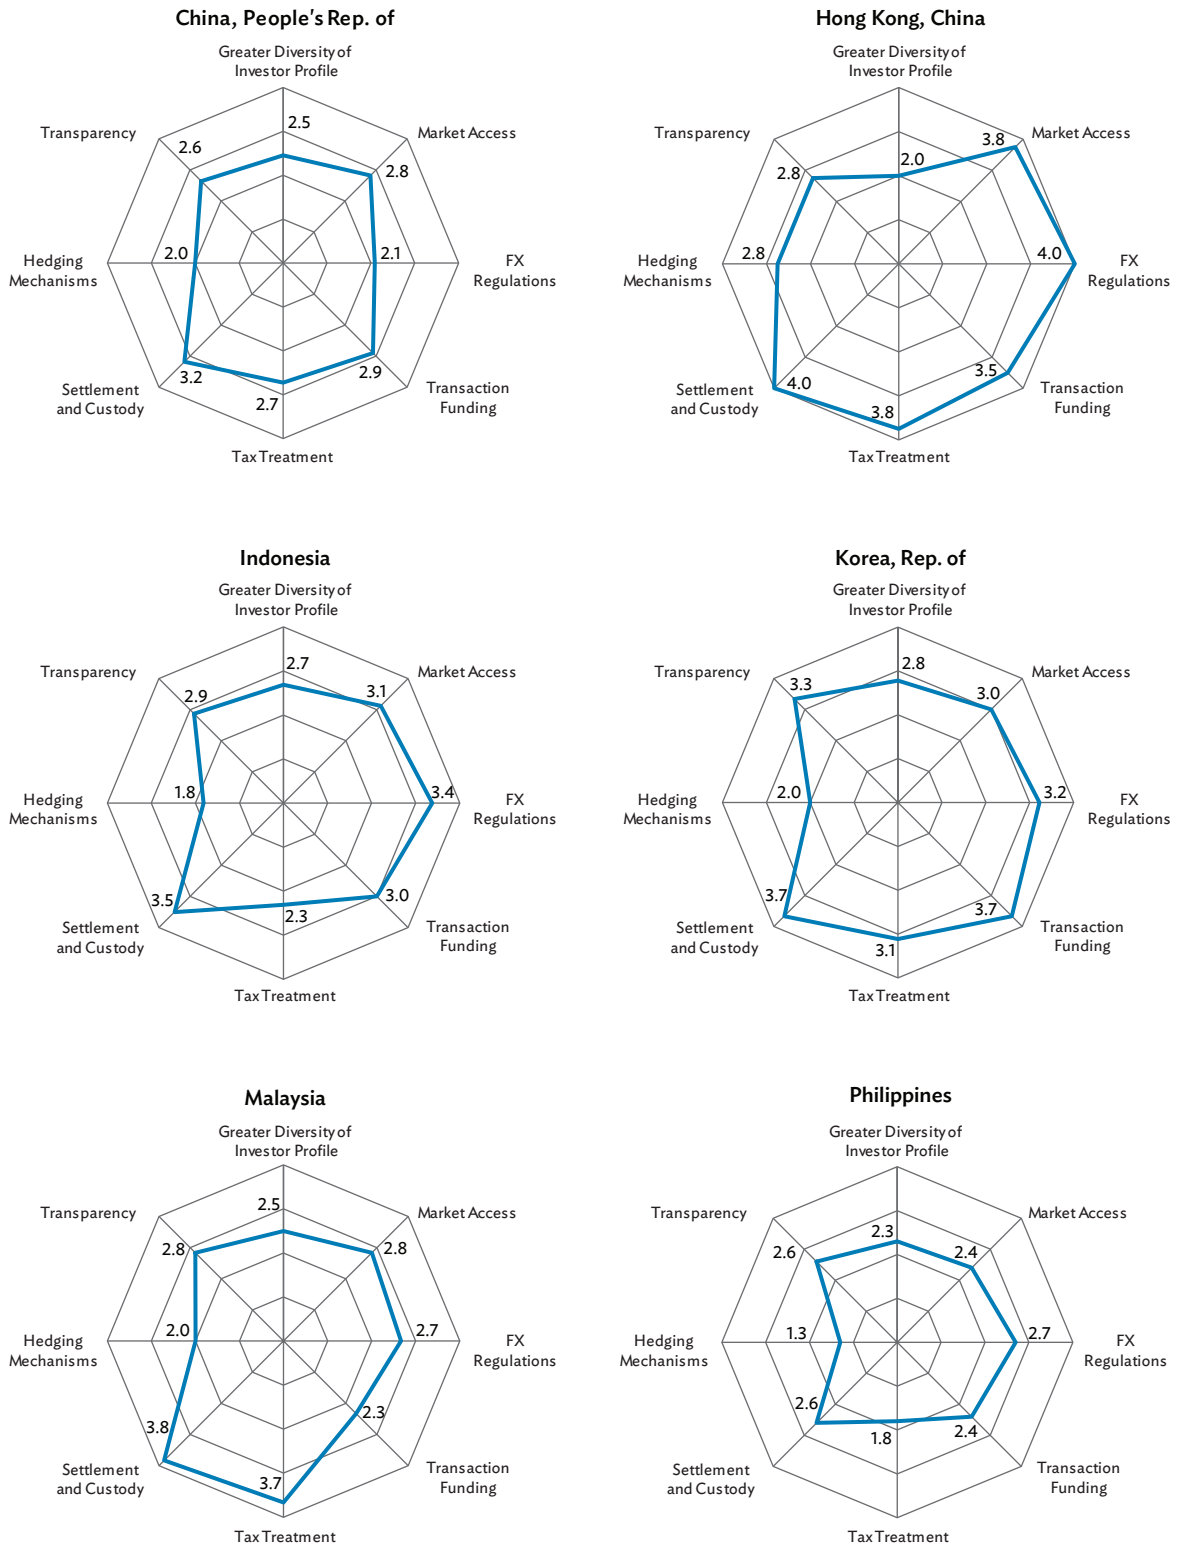 China, People's Rep. of
Greater Diversity of
Investor Profile
Transparency
Market Access
2.5
2.6
2.8
Hedging
Mechanisms
2.0
2.1
FX
Regulations
3.2
2.9
Settlement
and Custody
2.7
Transaction
Funding
Tax Treatment
Hong Kong, China
Greater Diversity of
Investor Profile
Transparency
3.8
Market Access
2.8
2.0
Hedging
Mechanisms
2.8
4.0
FX
Regulations
4.0
3.5
Settlement
and Custody
3.8
Transaction
Funding
Tax Treatment
Indonesia
Greater Diversity of
Investor Profile
Transparency
2.7
Market Access
2.9
3.1
Hedging
Mechanisms
1.8
3.4
FX
Regulations
3.5
3.0
Settlement
and Custody
2.3
Transaction
Funding
Tax Treatment
Korea, Rep. of
Greater Diversity of
Investor Profile
Transparency
2.8
Market Access
3.3
3.0
Hedging
Mechanisms
2.0
3.2
FX
Regulations
3.7
3.7
Settlement
and Custody
3.1
Transaction
Funding
Tax Treatment
Malaysia
Greater Diversity of
Investor Profile
Transparency
2.5
Market Access
2.8
2.8
Hedging
Mechanisms
2.0
2.7
FX
Regulations
3.8
2.3
Settlement
and Custody
3.7
Transaction
Funding
Tax Treatment
Philippines
Greater Diversity of
Investor Profile
Transparency
2.3
Market Access
2.6
2.4
Hedging
Mechanisms
1.3
2.7
FX
Regulations
2.6
2.4
Settlement
and Custody
1.8
Transaction
Funding
Tax Treatment